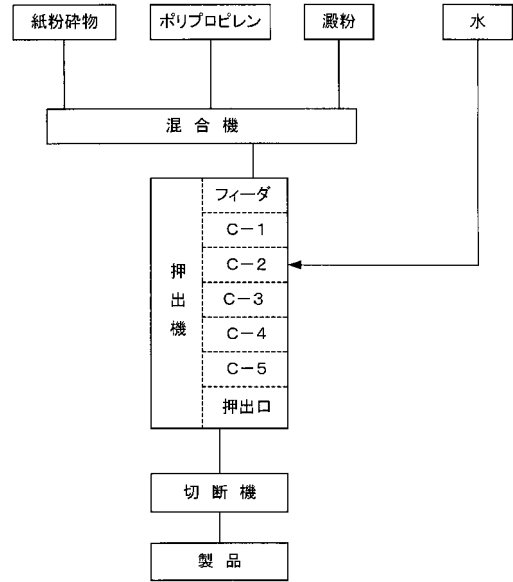 紙粉砕物
ポリプロピレン
澱粉
水
混合機
押出機
フィーダ
C-1
C-2
C-3
C-4
C-5
押出口
切断機
製品